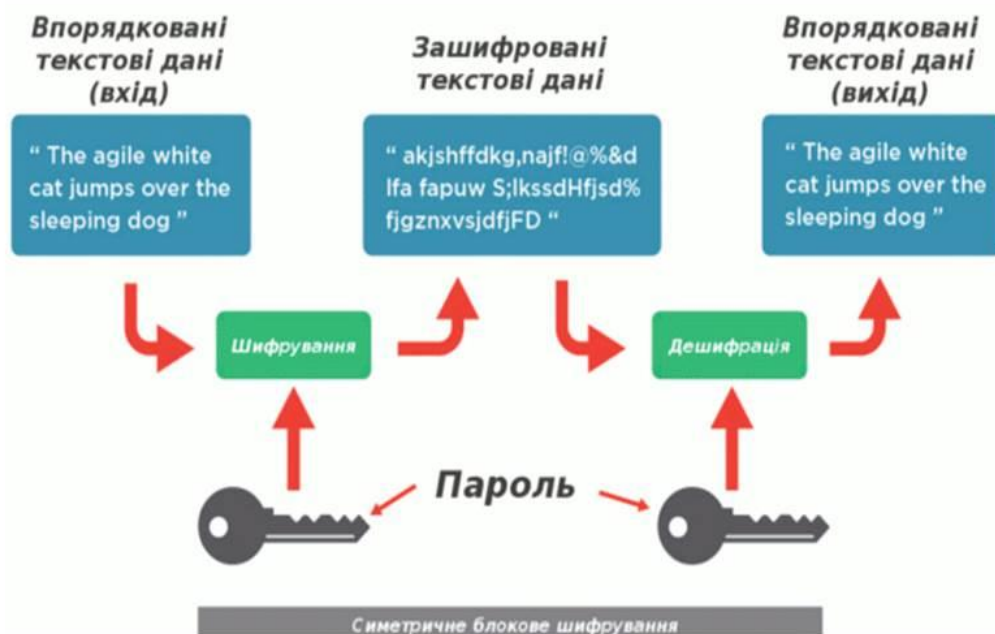 Впорядковані
текстові дані
(вхід)
Зашифровані
текстові дані
Впорядковані
текстові дані
(вихід)
“ The agile white
cat jumps over the
sleeping dog ”
“ akjshffdkg,najf!@%&d
lfa fapuw S;lkssdHfjsd%
fjgznxvsjdfjFD “
“ The agile white
cat jumps over the
sleeping dog ”
Шифрування
Дешифрація
Пароль
Симетричне блокове шифрування